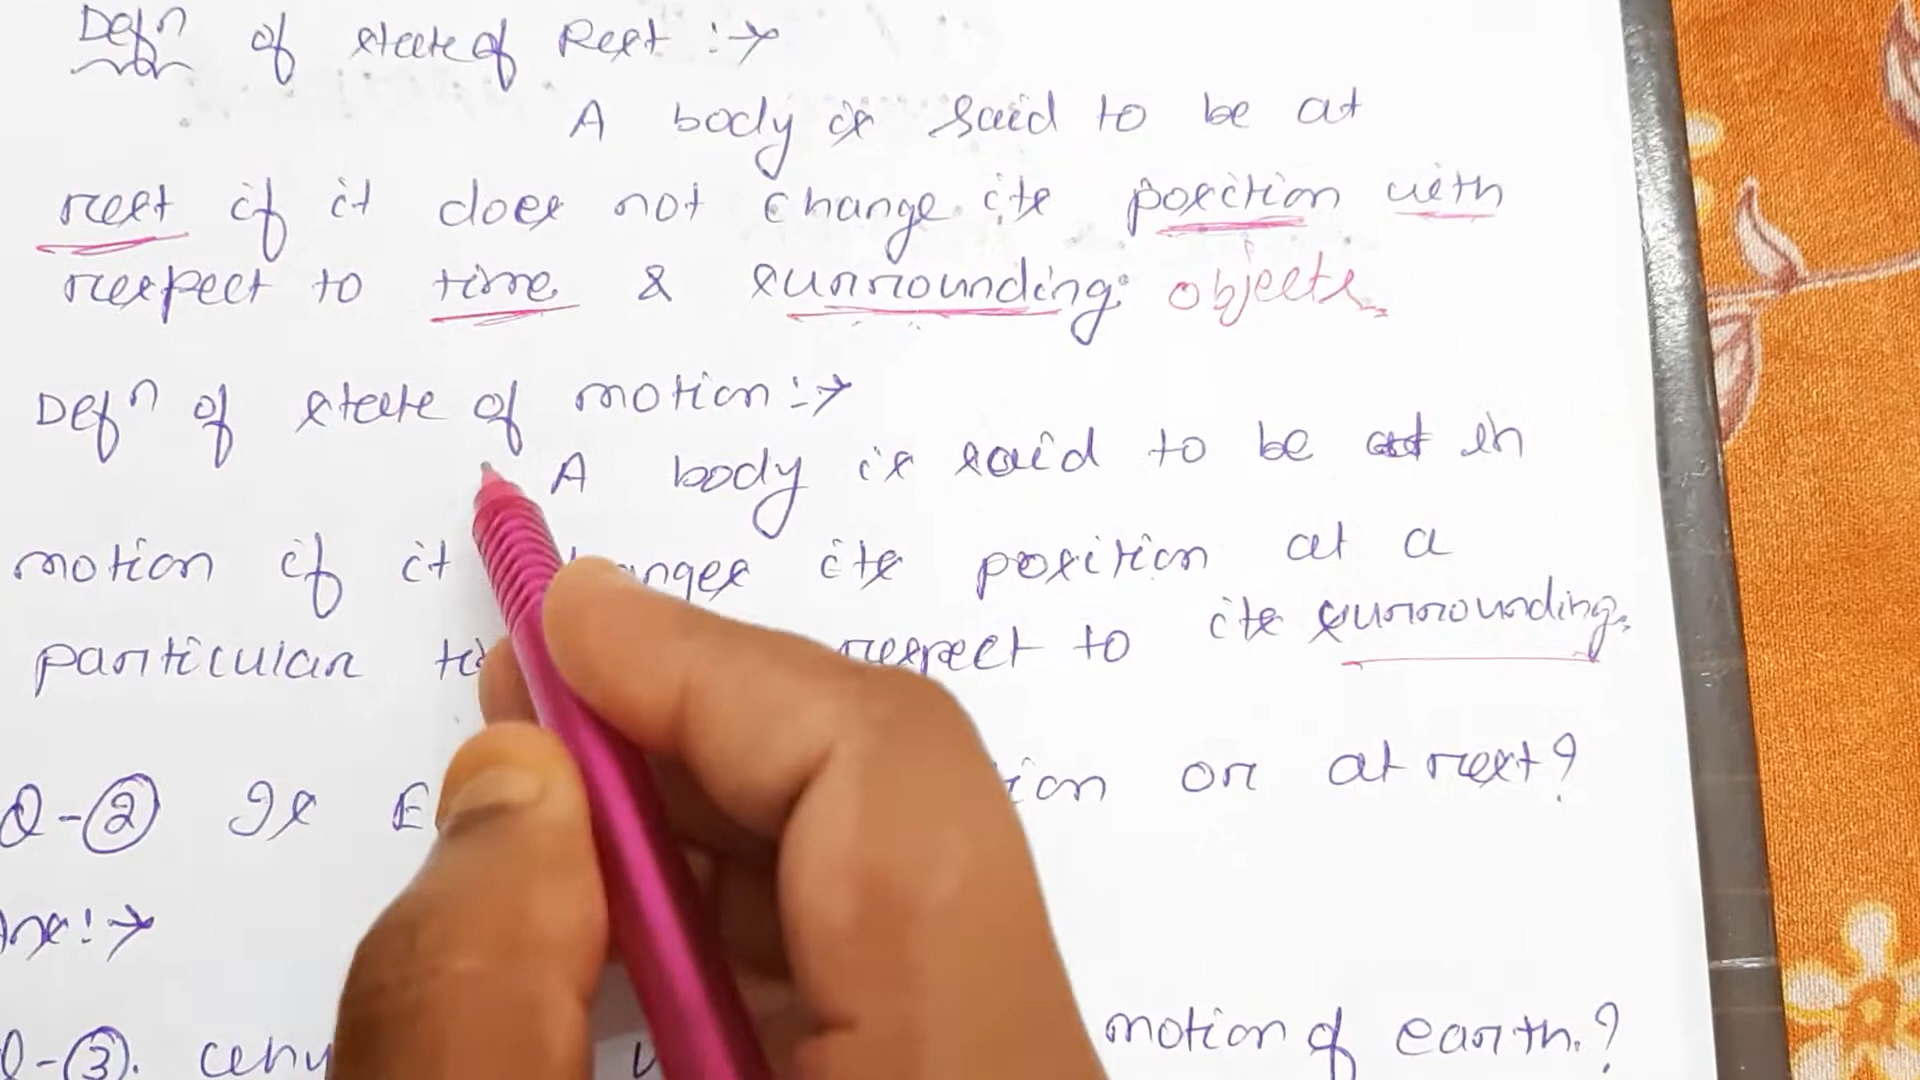 Defn of state of Rest :→
A body is said to be at
rest if it does not change its position with
respect to time & surrounding objects
Defn of state of motion :→
A body is said to be in
motion if it changes its position at a
particular respect to its surrounding.
Q-② Is or at rest?
Ans :→
Q-③. motion of earth.?